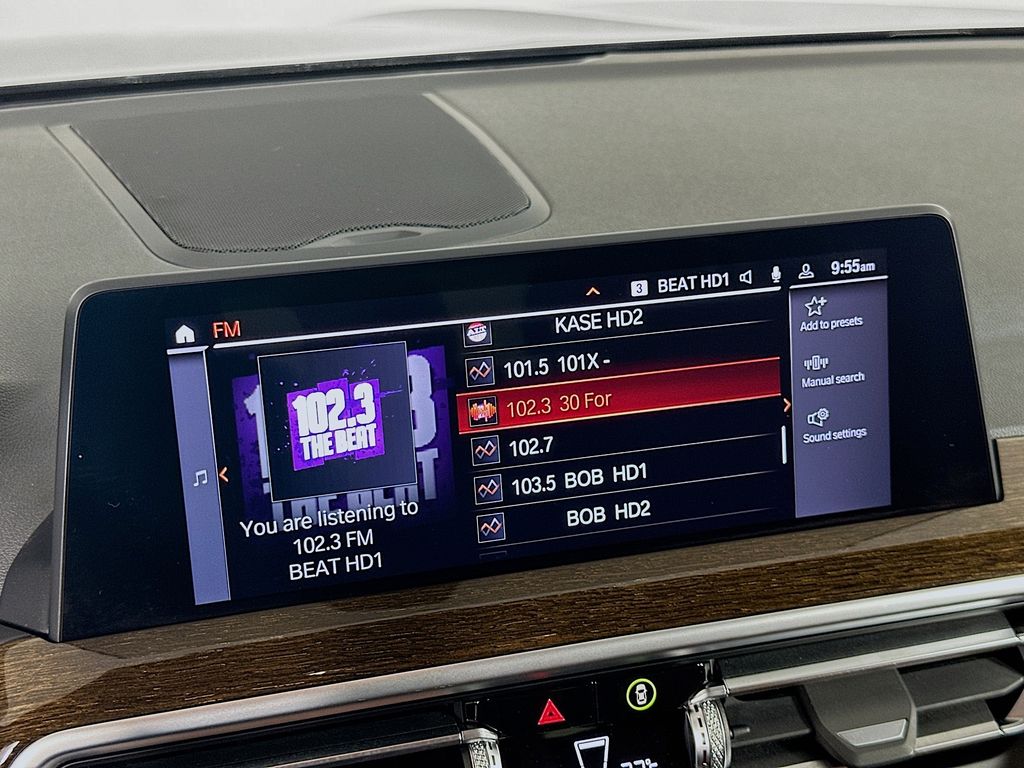 FM
3 BEAT HD1
9:55am
102.3
THE BEAT
You are listening to
102.3 FM
BEAT HD1
ALT
KASE HD2
101.5 101X -
102.3 30 For
102.7
103.5 BOB HD1
BOB HD2
Add to presets
Manual search
Sound settings